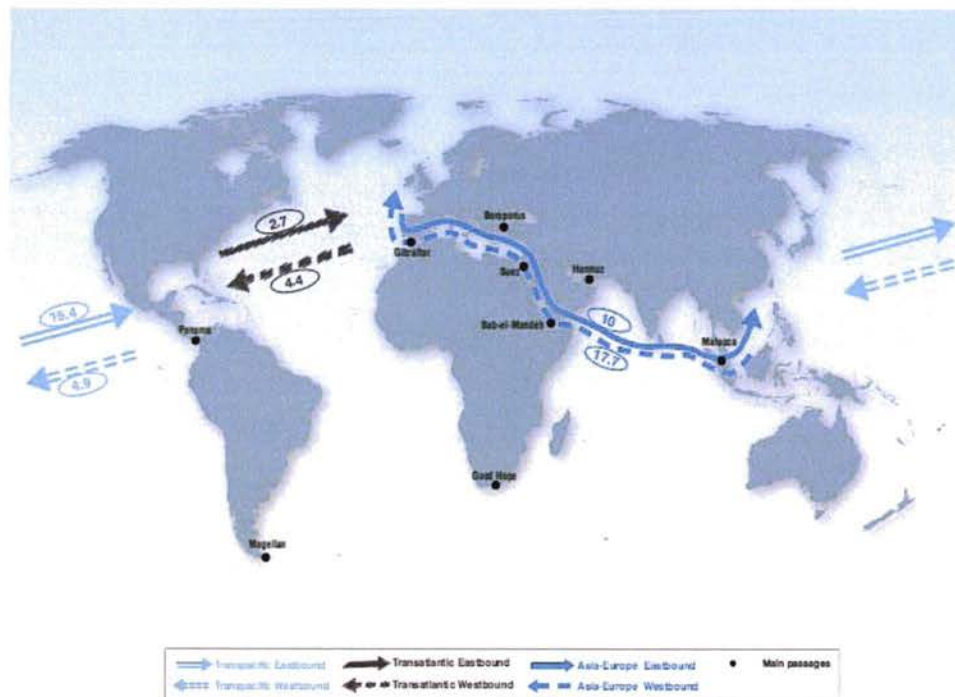 2.7
Bosporus
Gibraltar
4.4
Suez
Hormuz
15.4
Panama
Bab-el-Mandeb
10
Malacca
17.7
4.9
Good Hope
Magellan
Transpacific Eastbound
Transatlantic Eastbound
Asia-Europe Eastbound
Main passages
Transpacific Westbound
Transatlantic Westbound
Asia-Europe Westbound